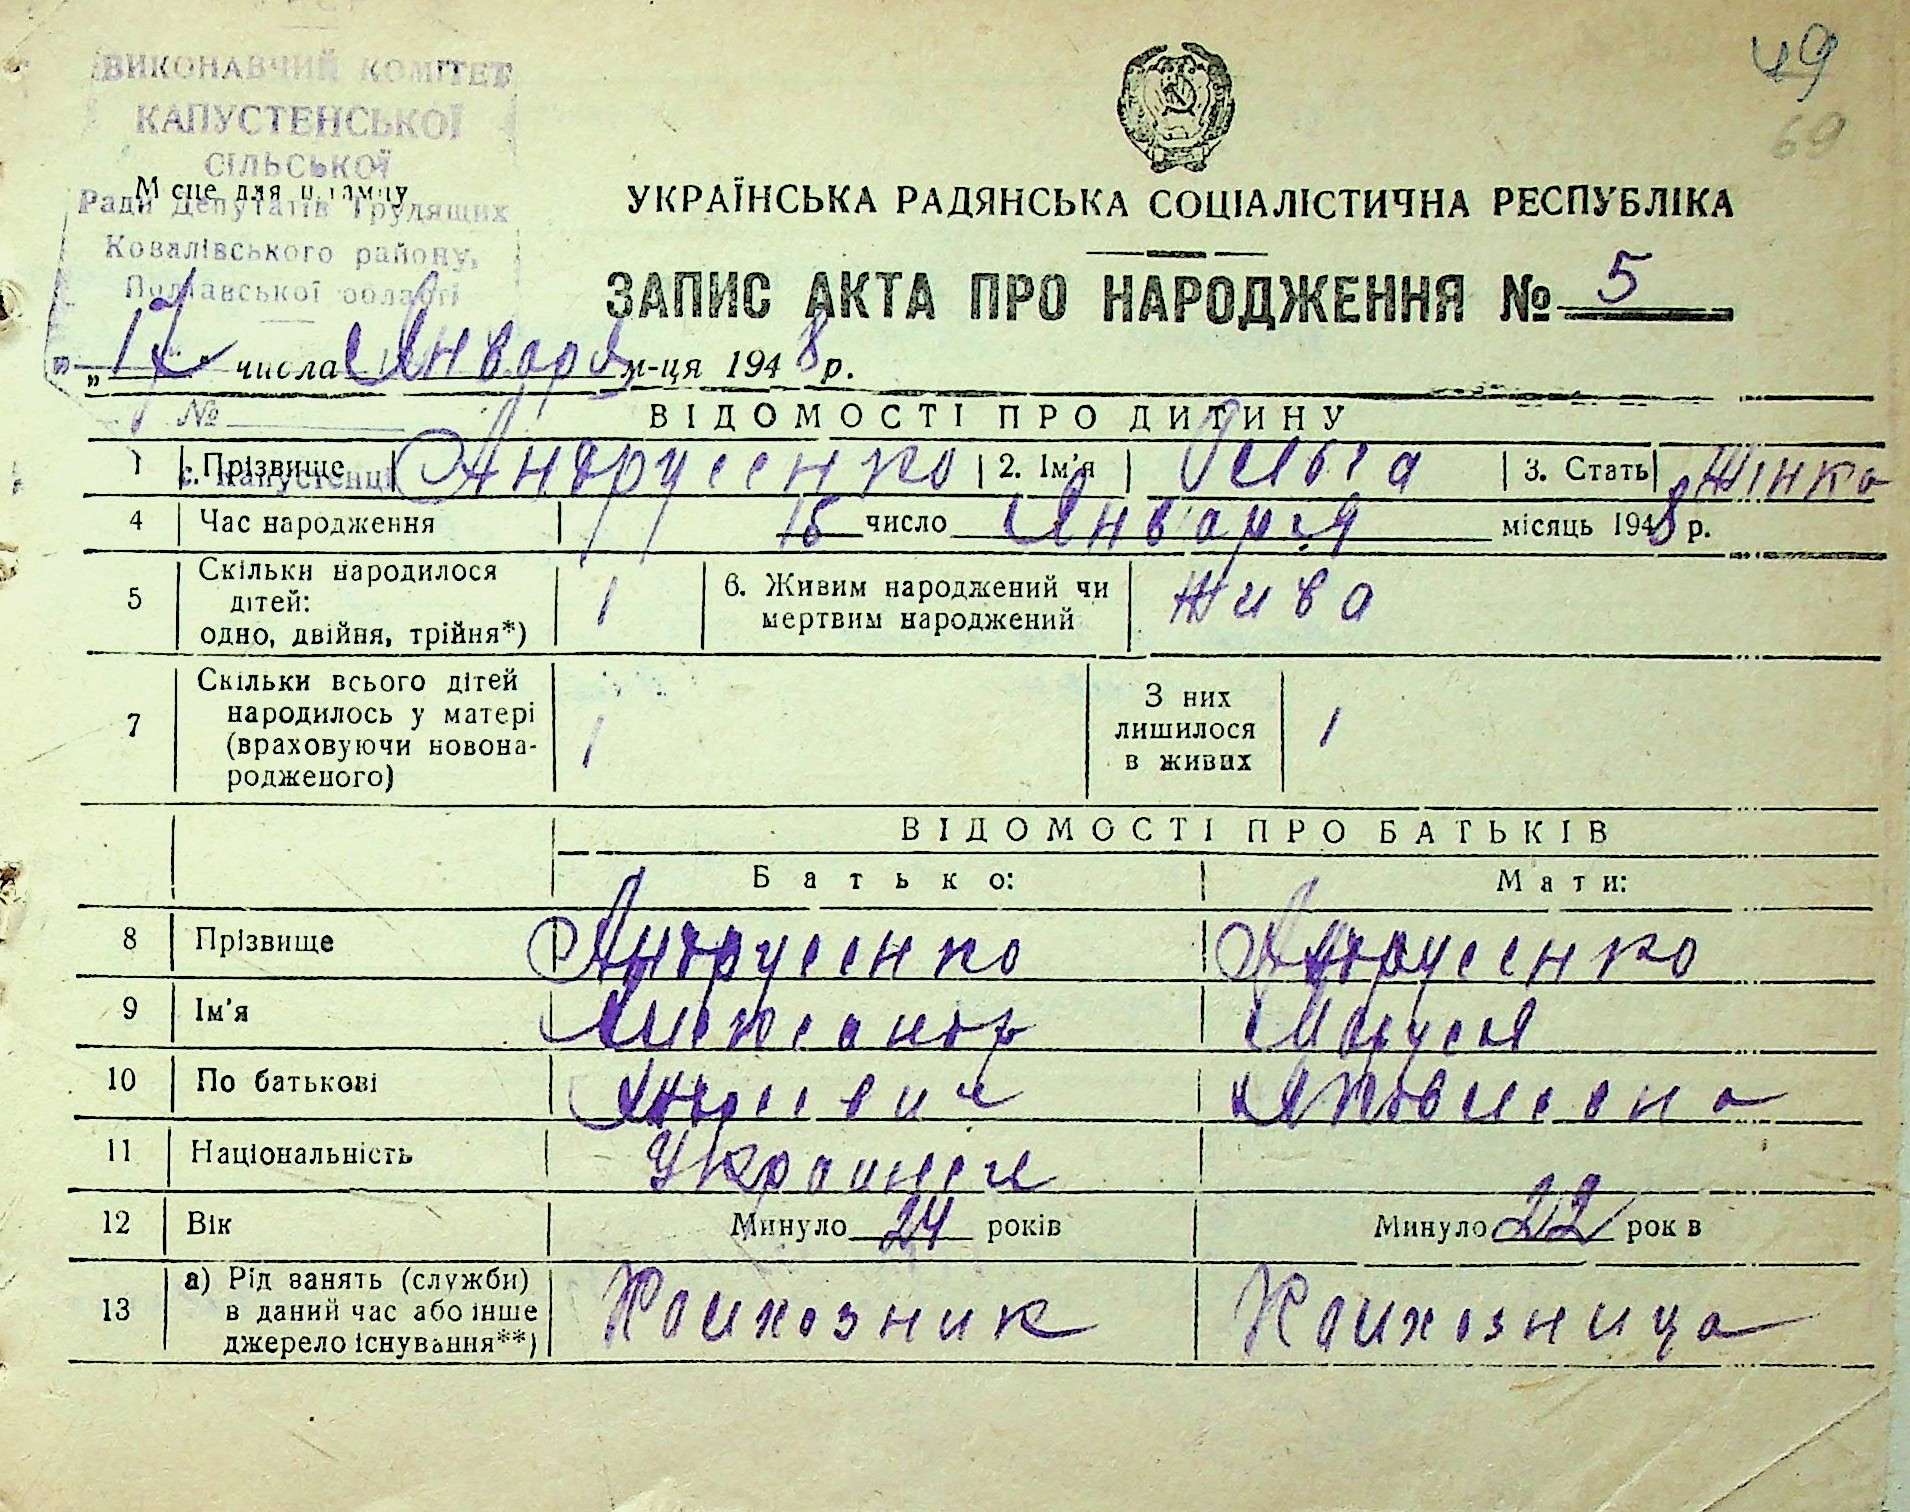 ВИКОНАВЧИЙ КОМІТЕТ
КАПУСТЕНСЬКОЇ
СІЛЬСЬКОЇ
Ради Депутатів Трудящих
Ковалівського району,
Полтавської області
Місце для штампу
49
69
УКРАЇНСЬКА РАДЯНСЬКА СОЦІАЛІСТИЧНА РЕСПУБЛІКА
ЗАПИС АКТА ПРО НАРОДЖЕННЯ № 5
„17" числа Января м-ця 1948 р.
№
с. Капустенці
ВІДОМОСТІ ПРО ДИТИНУ
1 Прізвище Андрусенко 2. Ім'я Ольга 3. Стать Жінка
4 Час народження 15 число Января місяць 1948 р.
5 Скільки народилося дітей: одно, двійня, трійня*) 1 6. Живим народжений чи мертвим народжений Жива
7 Скільки всього дітей народилось у матері (враховуючи новонародженого) 1 З них лишилося в живих 1
ВІДОМОСТІ ПРО БАТЬКІВ
Батько: Мати:
8 Прізвище Андрусенко Андрусенко
9 Ім'я Александр Маруся
10 По батькові Яковлевна
11 Національність
12 Вік Минуло 24 років Минуло 22 років
13 а) Рід занять (служби) в даний час або інше джерело існування**) Колхозник Колхозница